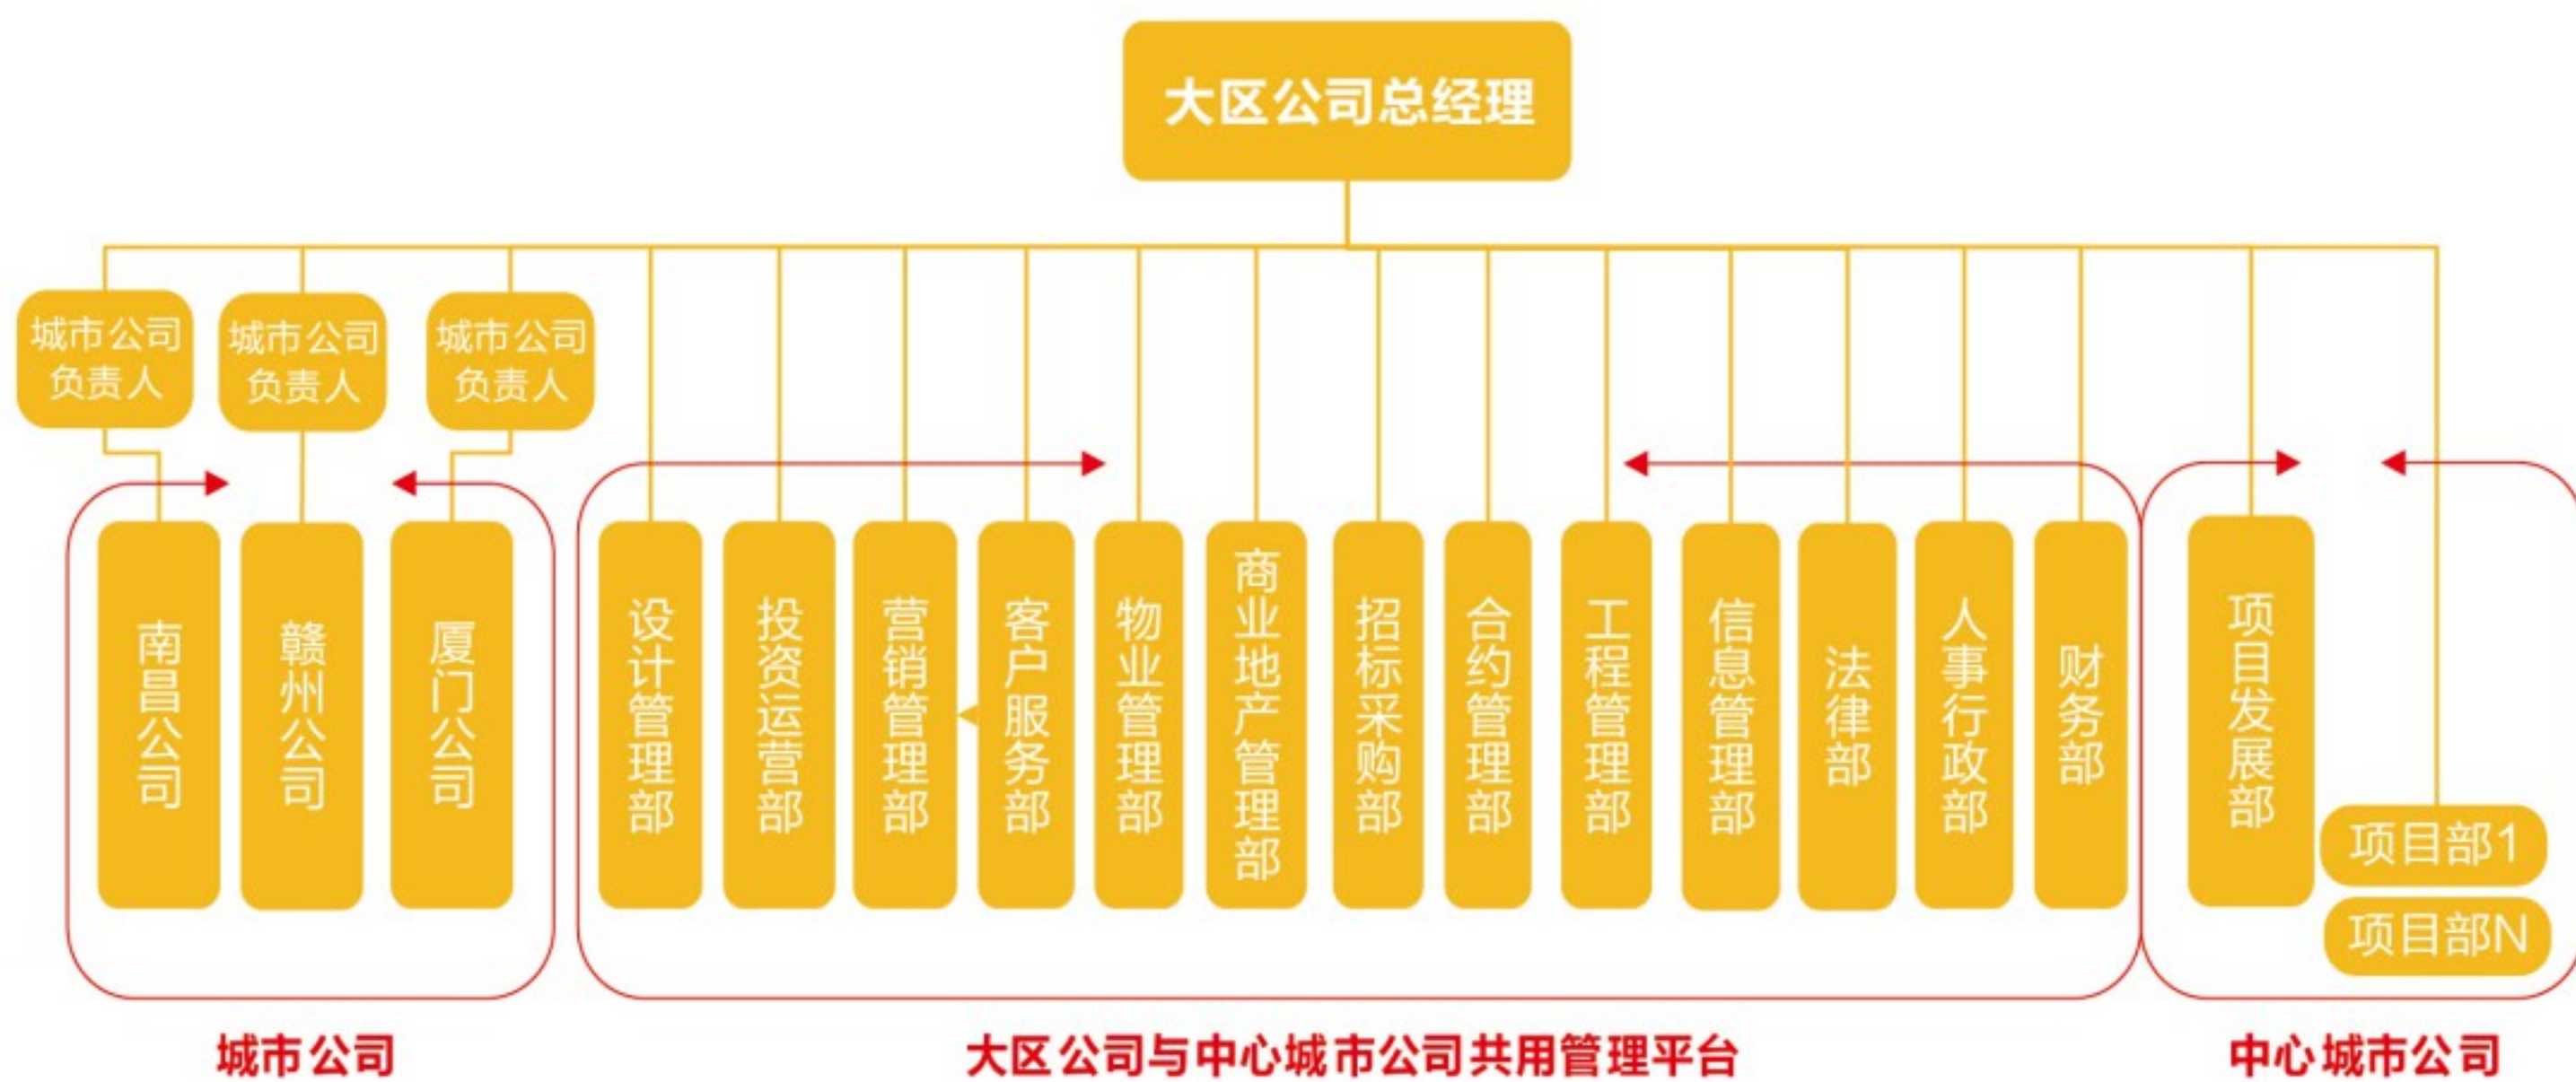 大区公司总经理
城市公司
负责人
城市公司
负责人
城市公司
负责人
南昌公司
赣州公司
厦门公司
设计管理部
投资运营部
营销管理部
客户服务部
物业管理部
商业地产管理部
招标采购部
合约管理部
工程管理部
信息管理部
法律部
人事行政部
财务部
项目发展部
项目部1
项目部N
城市公司
大区公司与中心城市公司共用管理平台
中心城市公司